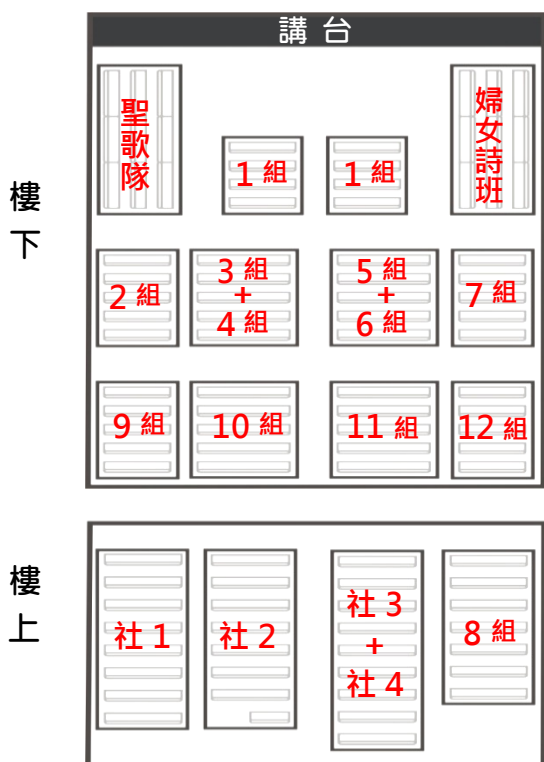 講台
聖歌隊
婦女詩班
1 組
1 組
樓下
2 組
3 組
+
4 組
5 組
+
6 組
7 組
9 組
10 組
11 組
12 組
樓上
社 1
社 2
社 3
+
社 4
8 組